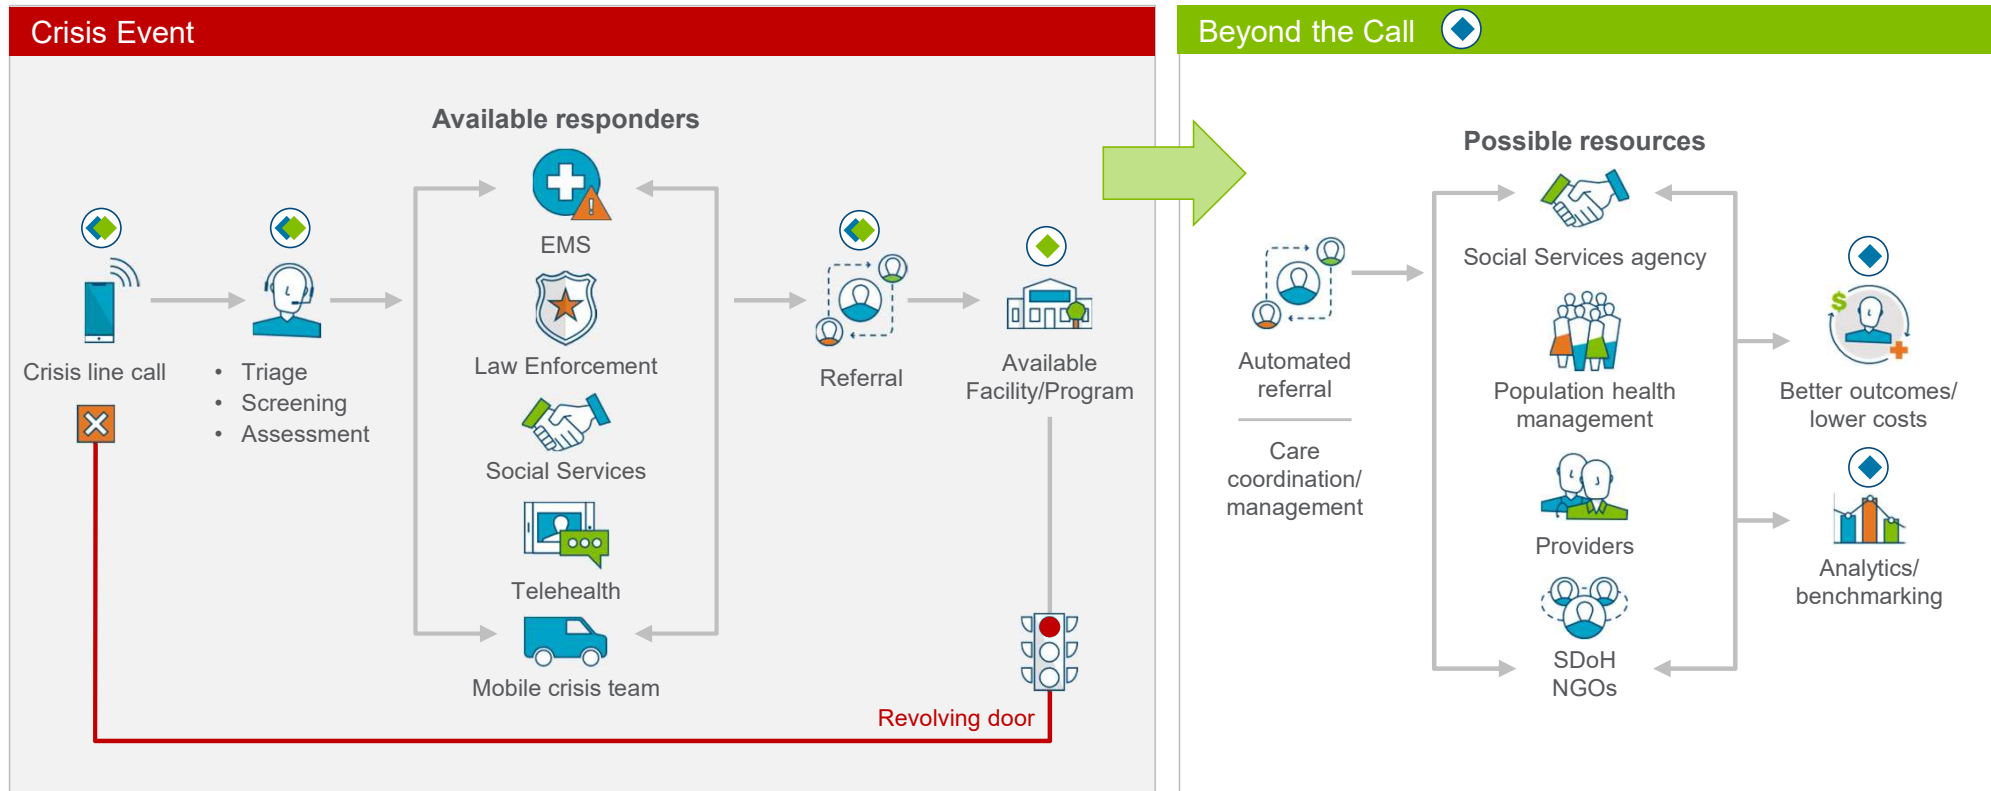 Crisis Event
Available responders
EMS
Law Enforcement
Social Services
Telehealth
Mobile crisis team
Crisis line call
• Triage
• Screening
• Assessment
Referral
Available
Facility/Program
Revolving door
Beyond the Call
Possible resources
Social Services agency
Population health
management
Providers
SDoH
NGOs
Automated
referral
Care
coordination/
management
$
Better outcomes/
lower costs
Analytics/
benchmarking